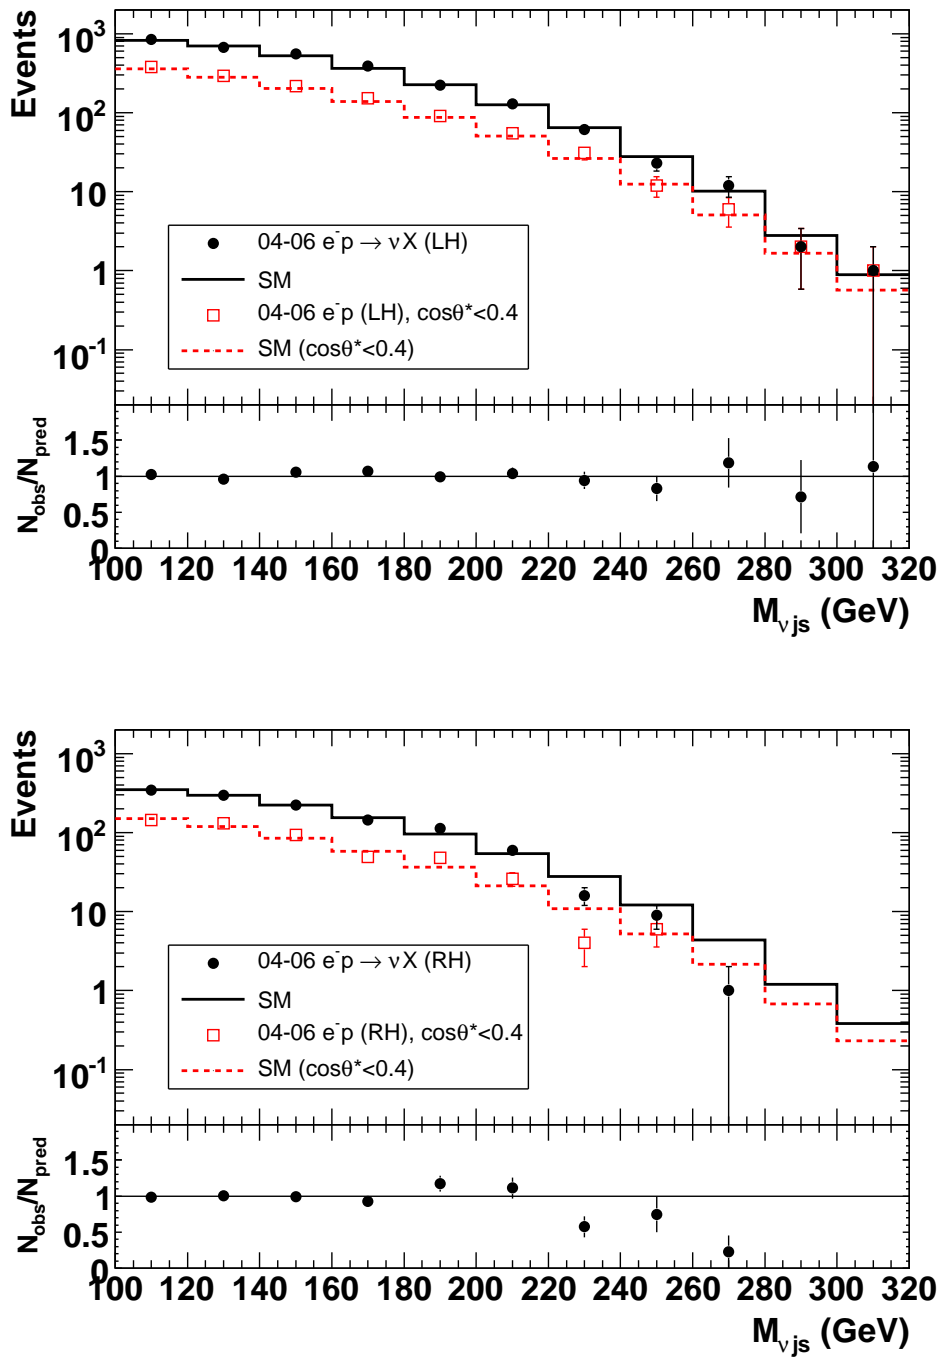 Events
10³
10²
10
1
10⁻¹
04-06 e⁻p → νX (LH)
SM
04-06 e⁻p (LH), cosθ*<0.4
SM (cosθ*<0.4)
N_obs/N_pred
1.5
1
0.5
0
100 120 140 160 180 200 220 240 260 280 300 320
M_νjs (GeV)
Events
10³
10²
10
1
10⁻¹
04-06 e⁻p → νX (RH)
SM
04-06 e⁻p (RH), cosθ*<0.4
SM (cosθ*<0.4)
N_obs/N_pred
1.5
1
0.5
0
100 120 140 160 180 200 220 240 260 280 300 320
M_νjs (GeV)